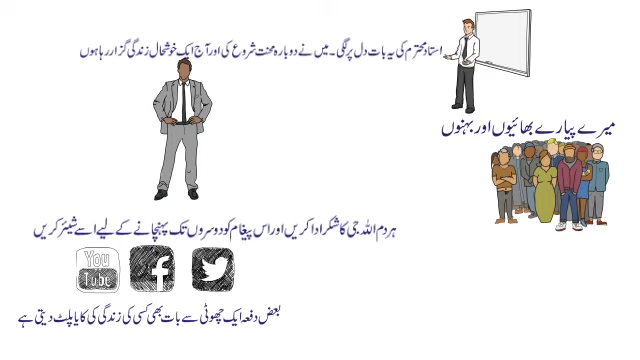 استاد محترم کی یہ بات دل پر لگی ۔ میں نے دوبارہ محنت شروع کی اور آج ایک خوشحال زندگی گزار رہا ہوں
میرے پیارے بھائیوں اور بہنوں
ہر دم اللہ جی کا شکر ادا کریں اور اس پیغام کو دوسروں تک پہنچانے کے لیے اسے شیئر کریں
You
Tube
بعض دفعہ ایک چھوٹی سے بات بھی کسی کی زندگی کی کایا پلٹ دیتی ہے